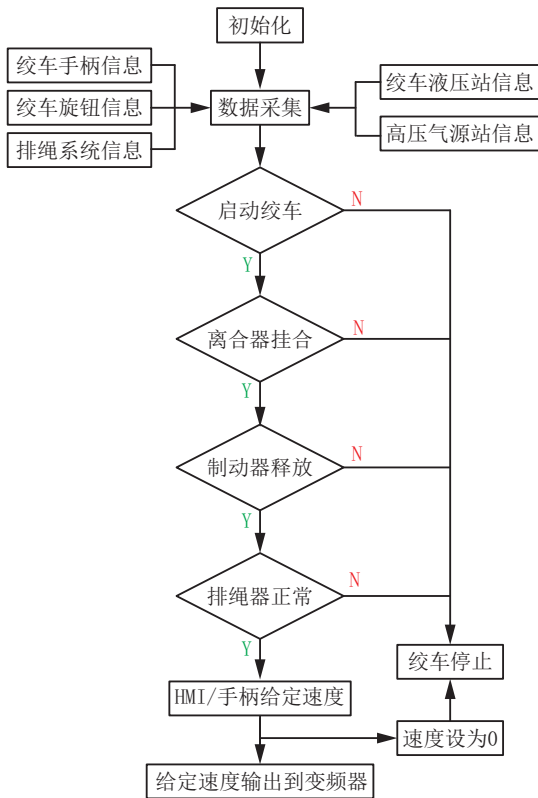 初始化
绞车手柄信息
绞车旋钮信息
排绳系统信息
数据采集
绞车液压站信息
高压气源站信息
启动绞车
N
Y
离合器挂合
N
Y
制动器释放
N
Y
排绳器正常
N
Y
绞车停止
HMI/手柄给定速度
速度设为0
给定速度输出到变频器